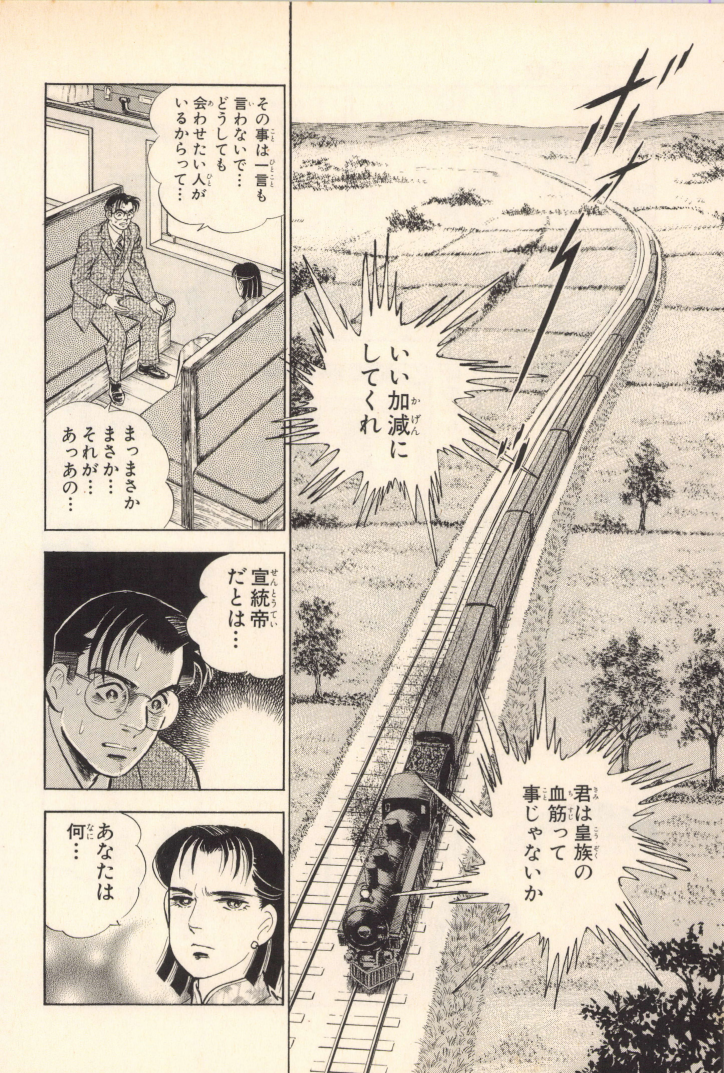 ガ
タ
いい加減に
してくれ
君は皇族の
血筋って
事じゃないか
その事は一言も
言わないで…
どうしても
会わせたい人が
いるからって…
まっまさか
まさか…
それが…
あっあの…
宣統帝
だとは…
あなたは
何…